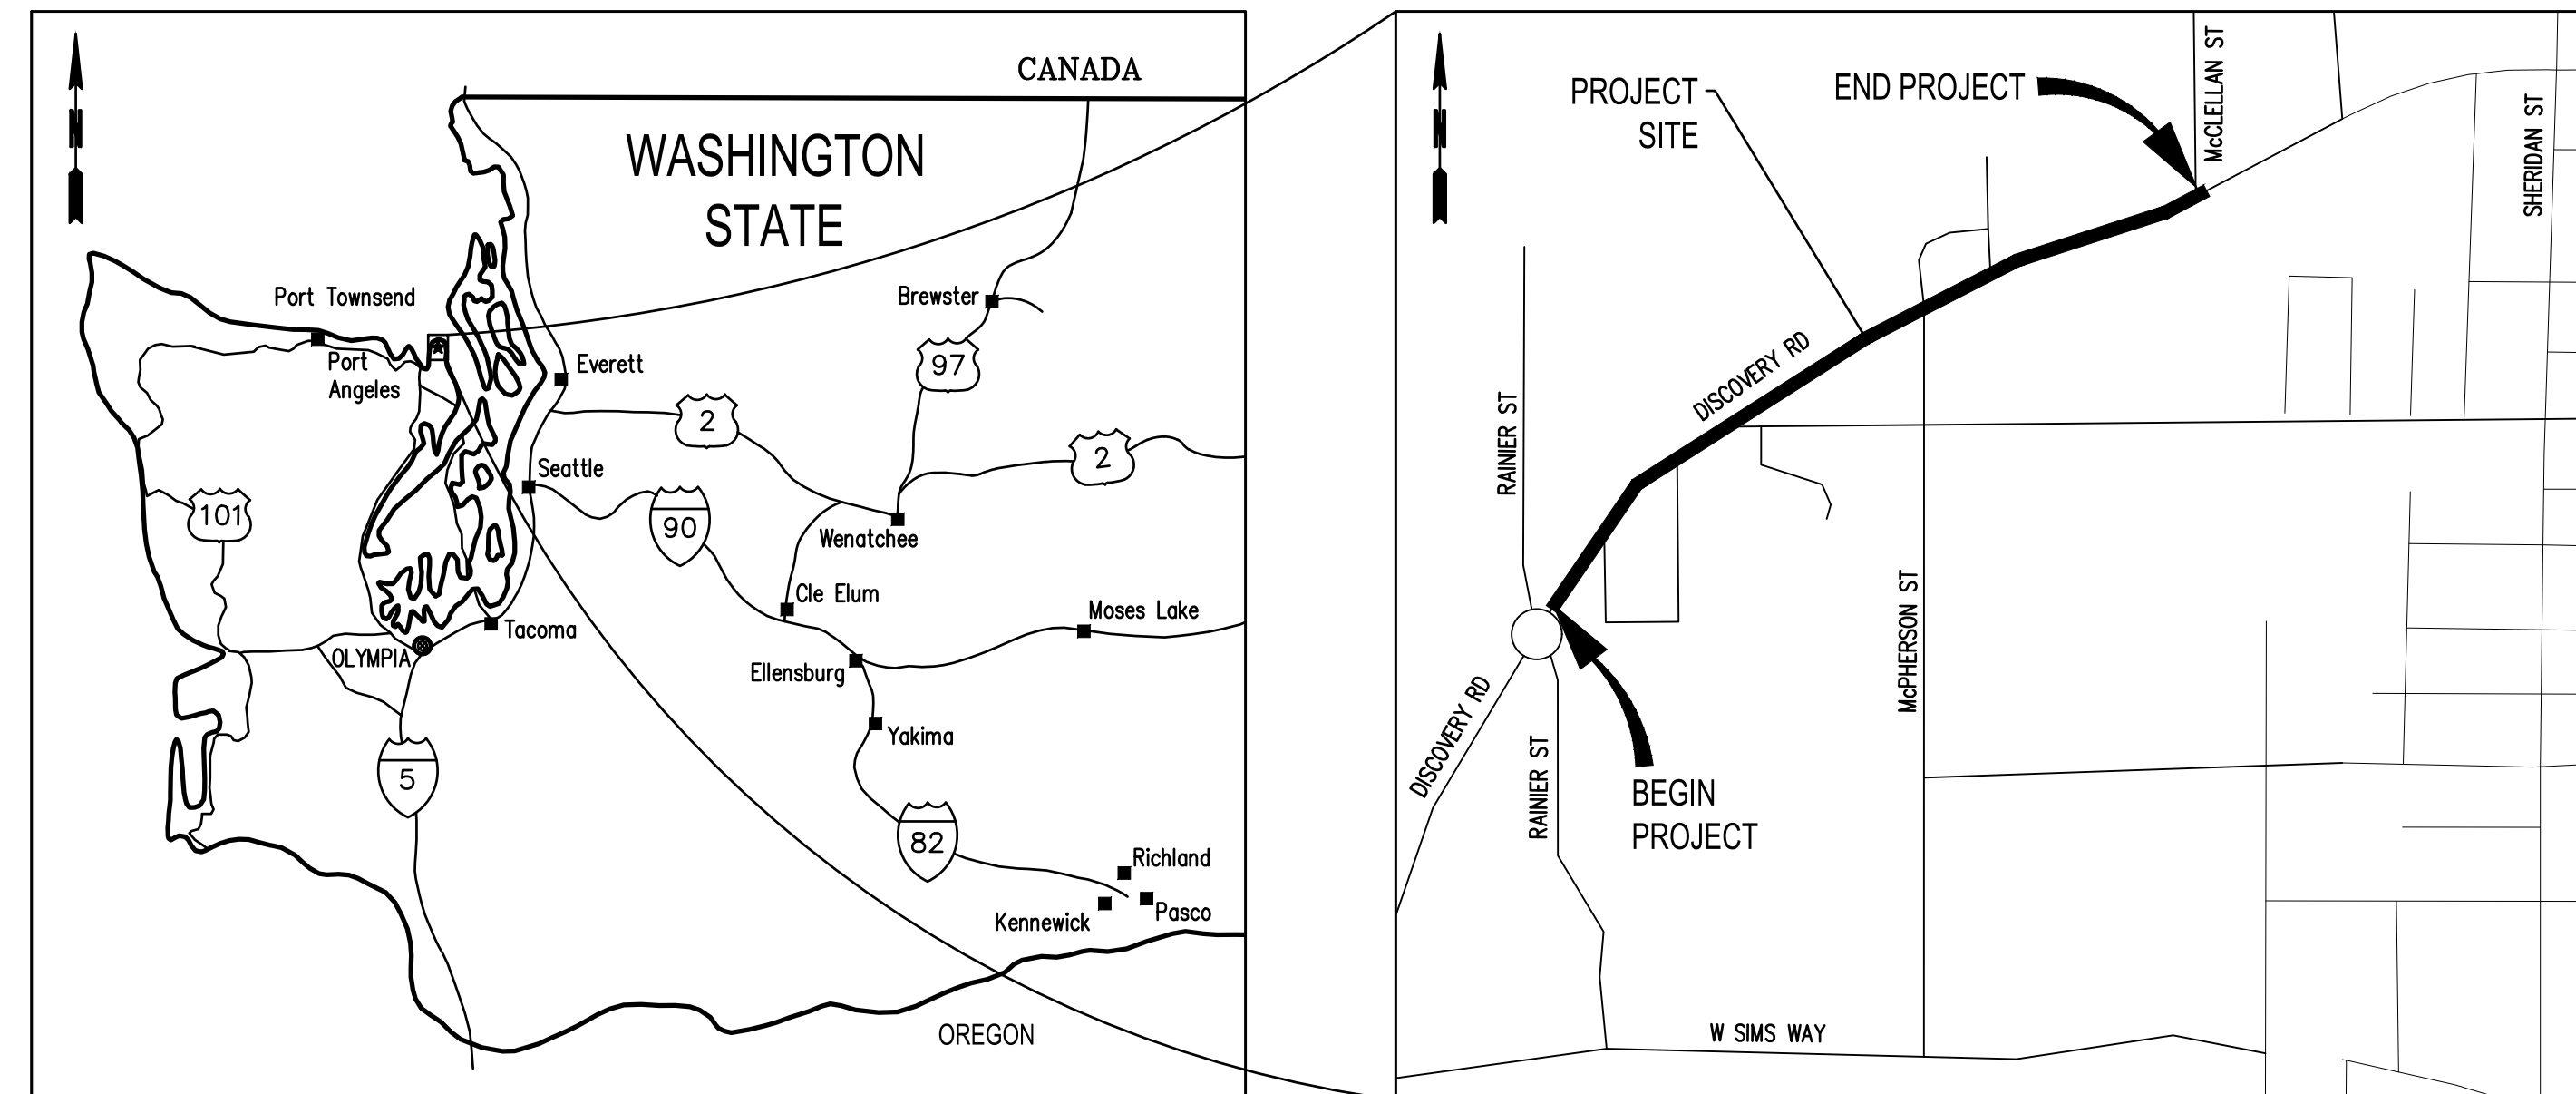 N
CANADA
WASHINGTON
STATE
Port Townsend
Brewster
Port
Angeles
Everett
97
2
2
Seattle
101
90
Wenatchee
Cle Elum
Moses Lake
Tacoma
OLYMPIA
Ellensburg
Yakima
5
82
Richland
Kennewick
Pasco
OREGON
N
PROJECT
SITE
END PROJECT
McCLELLAN ST
SHERIDAN ST
DISCOVERY RD
RAINIER ST
McPHERSON ST
DISCOVERY RD
RAINIER ST
BEGIN
PROJECT
W SIMS WAY